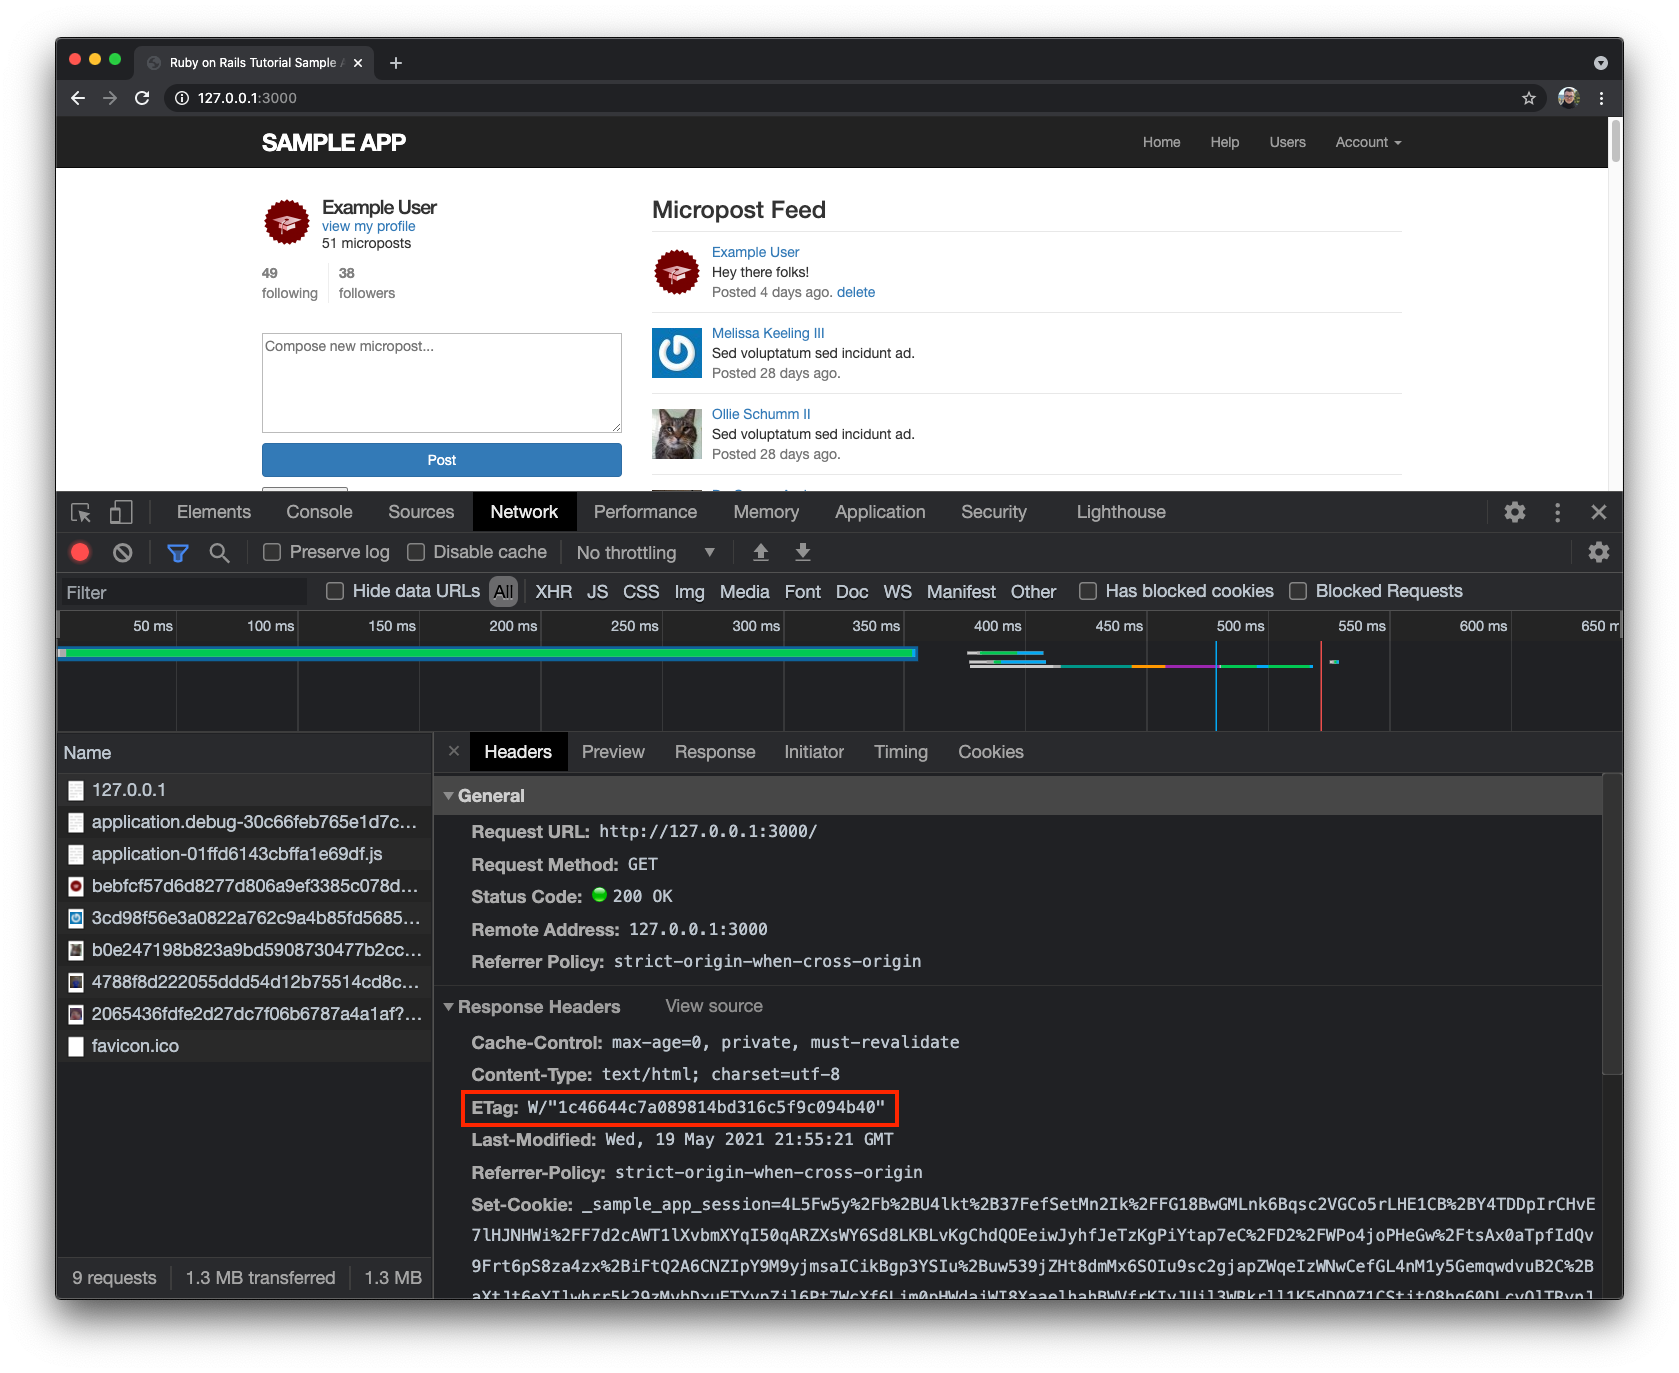 Ruby on Rails Tutorial Sample A
127.0.0.1:3000
SAMPLE APP
Home Help Users Account
Example User
view my profile
51 microposts
49 38
following followers
Compose new micropost...
Post
Micropost Feed
Example User
Hey there folks!
Posted 4 days ago. delete
Melissa Keeling III
Sed voluptatum sed incidunt ad.
Posted 28 days ago.
Ollie Schumm II
Sed voluptatum sed incidunt ad.
Posted 28 days ago.
Elements Console Sources Network Performance Memory Application Security Lighthouse
Preserve log Disable cache No throttling
Filter Hide data URLs All XHR JS CSS Img Media Font Doc WS Manifest Other Has blocked cookies Blocked Requests
50 ms 100 ms 150 ms 200 ms 250 ms 300 ms 350 ms 400 ms 450 ms 500 ms 550 ms 600 ms 650 m
Name
127.0.0.1
application.debug-30c66feb765e1d7c...
application-01ffd6143cbffa1e69df.js
bebfcf57d6d8277d806a9ef3385c078d...
3cd98f56e3a0822a762c9a4b85fd5685...
b0e247198b823a9bd5908730477b2cc...
4788f8d222055ddd54d12b75514cd8c...
2065436fdfe2d27dc7f06b6787a4a1af?...
favicon.ico
9 requests 1.3 MB transferred 1.3 MB
Headers Preview Response Initiator Timing Cookies
General
Request URL: http://127.0.0.1:3000/
Request Method: GET
Status Code: 200 OK
Remote Address: 127.0.0.1:3000
Referrer Policy: strict-origin-when-cross-origin
Response Headers View source
Cache-Control: max-age=0, private, must-revalidate
Content-Type: text/html; charset=utf-8
ETag: W/"1c46644c7a089814bd316c5f9c094b40"
Last-Modified: Wed, 19 May 2021 21:55:21 GMT
Referrer-Policy: strict-origin-when-cross-origin
Set-Cookie: _sample_app_session=4L5Fw5y%2Fb%2BU4lkt%2B37FefSetMn2Ik%2FFG18BwGMLnk6Bqsc2VGCo5rLHE1CB%2BY4TDDpIrCHvE
7lHJNHWi%2FF7d2cAWT1lXvbmXYqI50qARZXsWY6Sd8LKBLvKgChdQOEeiwJyhfJeTzKgPiYtap7eC%2FD2%2FWPo4joPHeGw%2FtsAx0aTpfIdQv
9Frt6pS8za4zx%2BiFtQ2A6CNZIpY9M9yjmsaICikBgp3YSIu%2Buw539jZHt8dmMx6SOIu9sc2gjapZWqeIzWNwCefGL4nM1y5GemqwdvuB2C%2B